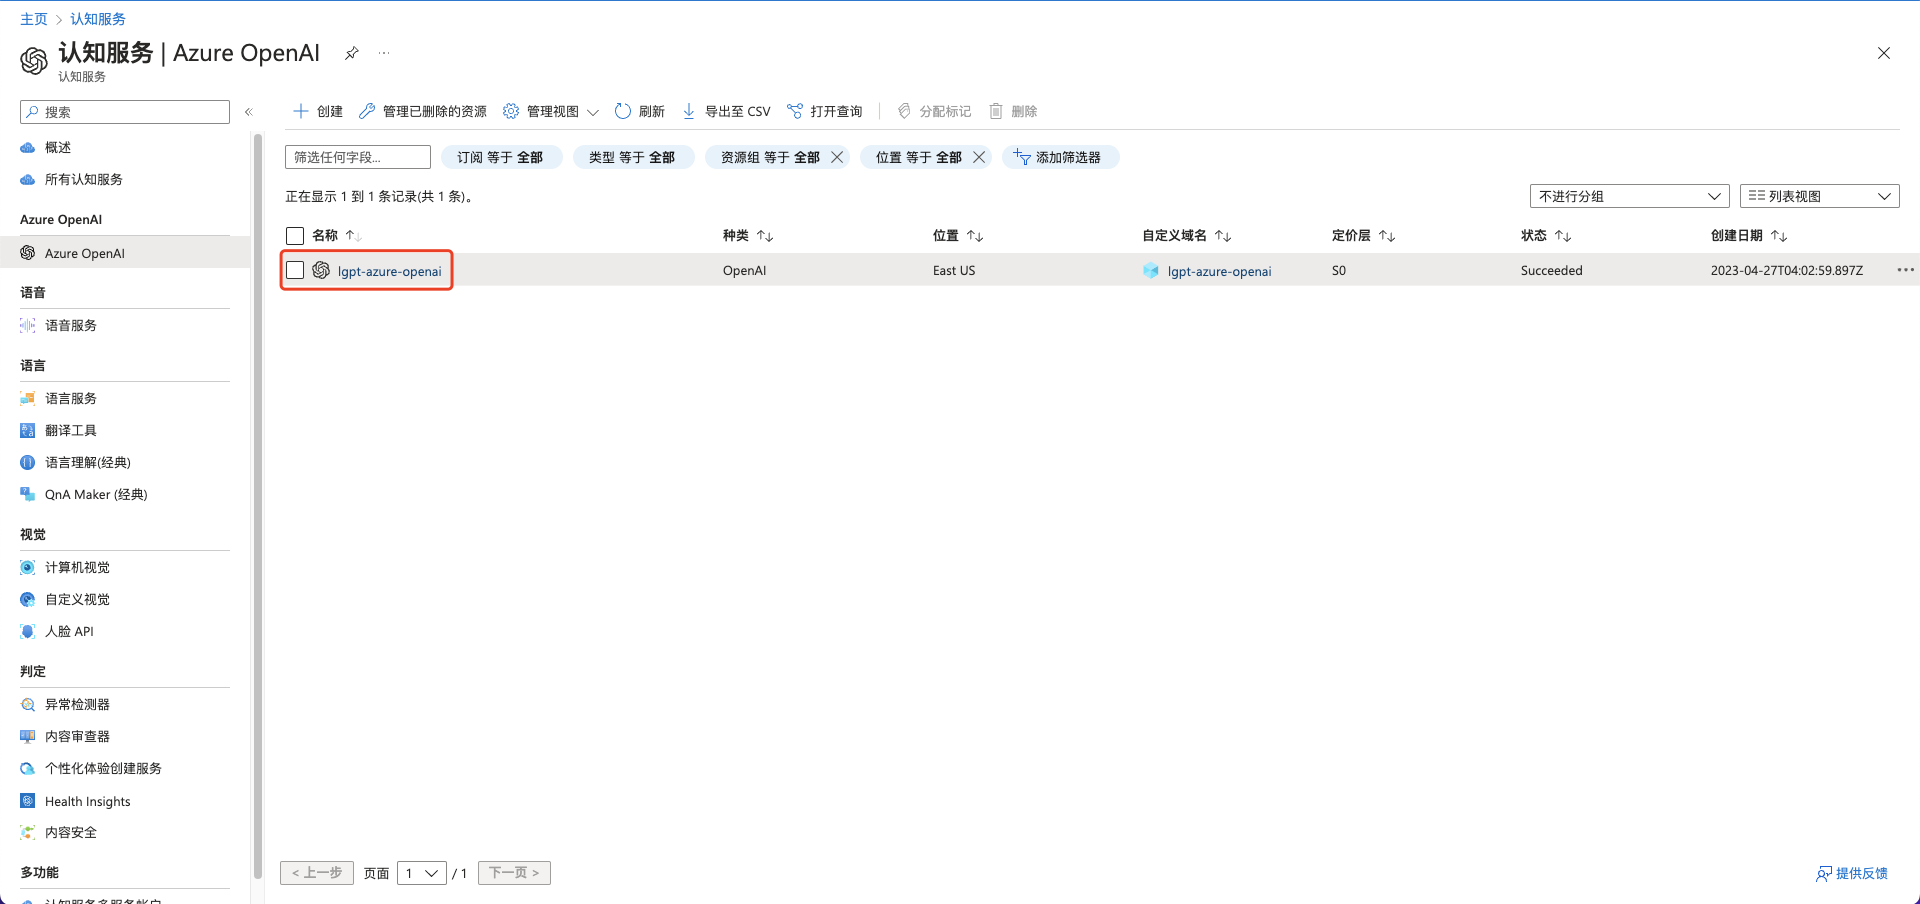 主页 > 认知服务
认知服务 | Azure OpenAI
认知服务
搜索
概述
所有认知服务
Azure OpenAI
Azure OpenAI
语音
语音服务
语言
语言服务
翻译工具
语言理解(经典)
QnA Maker (经典)
视觉
计算机视觉
自定义视觉
人脸 API
判定
异常检测器
内容审查器
个性化体验创建服务
Health Insights
内容安全
多功能
认知服务多服务帐户
创建 管理已删除的资源 管理视图 刷新 导出至 CSV 打开查询 分配标记 删除
筛选任何字段... 订阅 等于 全部 类型 等于 全部 资源组 等于 全部 位置 等于 全部 添加筛选器
正在显示 1 到 1 条记录(共 1 条)。 不进行分组 列表视图
名称 种类 位置 自定义域名 定价层 状态 创建日期
lgpt-azure-openai OpenAI East US lgpt-azure-openai S0 Succeeded 2023-04-27T04:02:59.897Z
< 上一步 页面 1 / 1 下一页 >
提供反馈